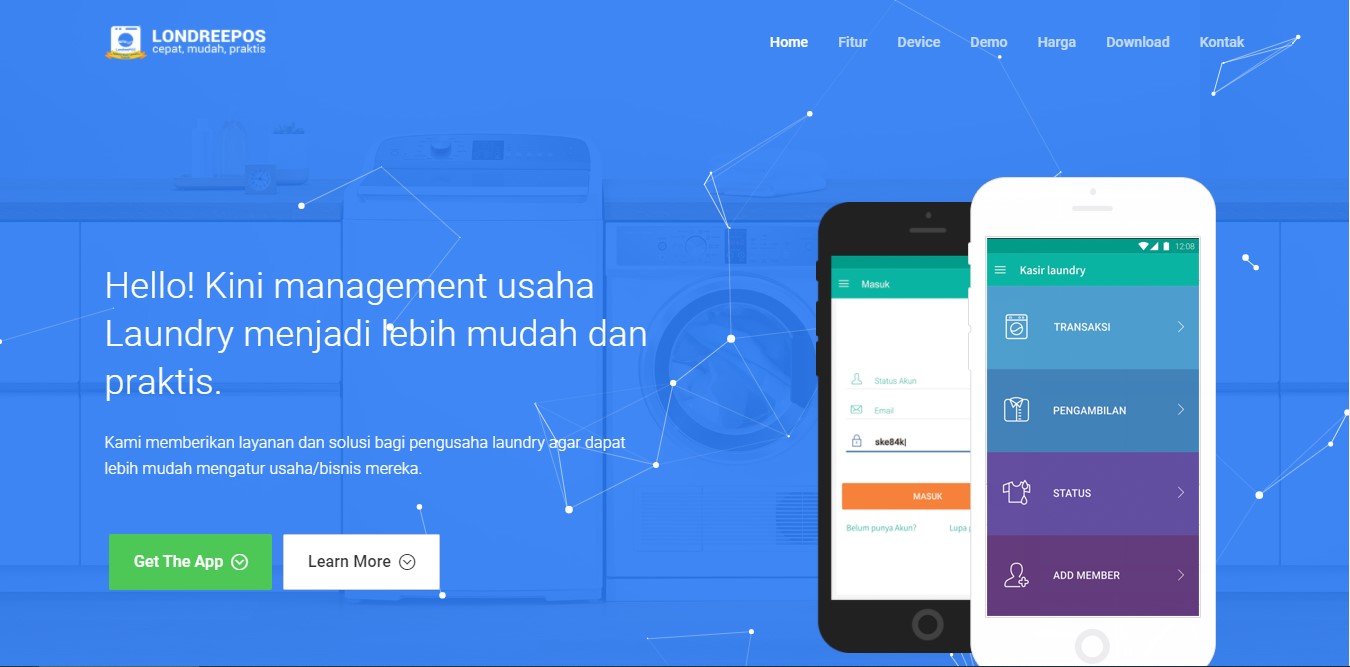 LONDREEPOS
cepat, mudah, praktis
Home Fitur Device Demo Harga Download Kontak
Hello! Kini management usaha
Laundry menjadi lebih mudah dan
praktis.
Kami memberikan layanan dan solusi bagi pengusaha laundry agar dapat
lebih mudah mengatur usaha/bisnis mereka.
Get The App
Learn More
Masuk
Status Akun
Email
ske84k
MASUK
Belum punya Akun? Lupa
12:08
Kasir laundry
TRANSAKSI
PENGAMBILAN
STATUS
ADD MEMBER